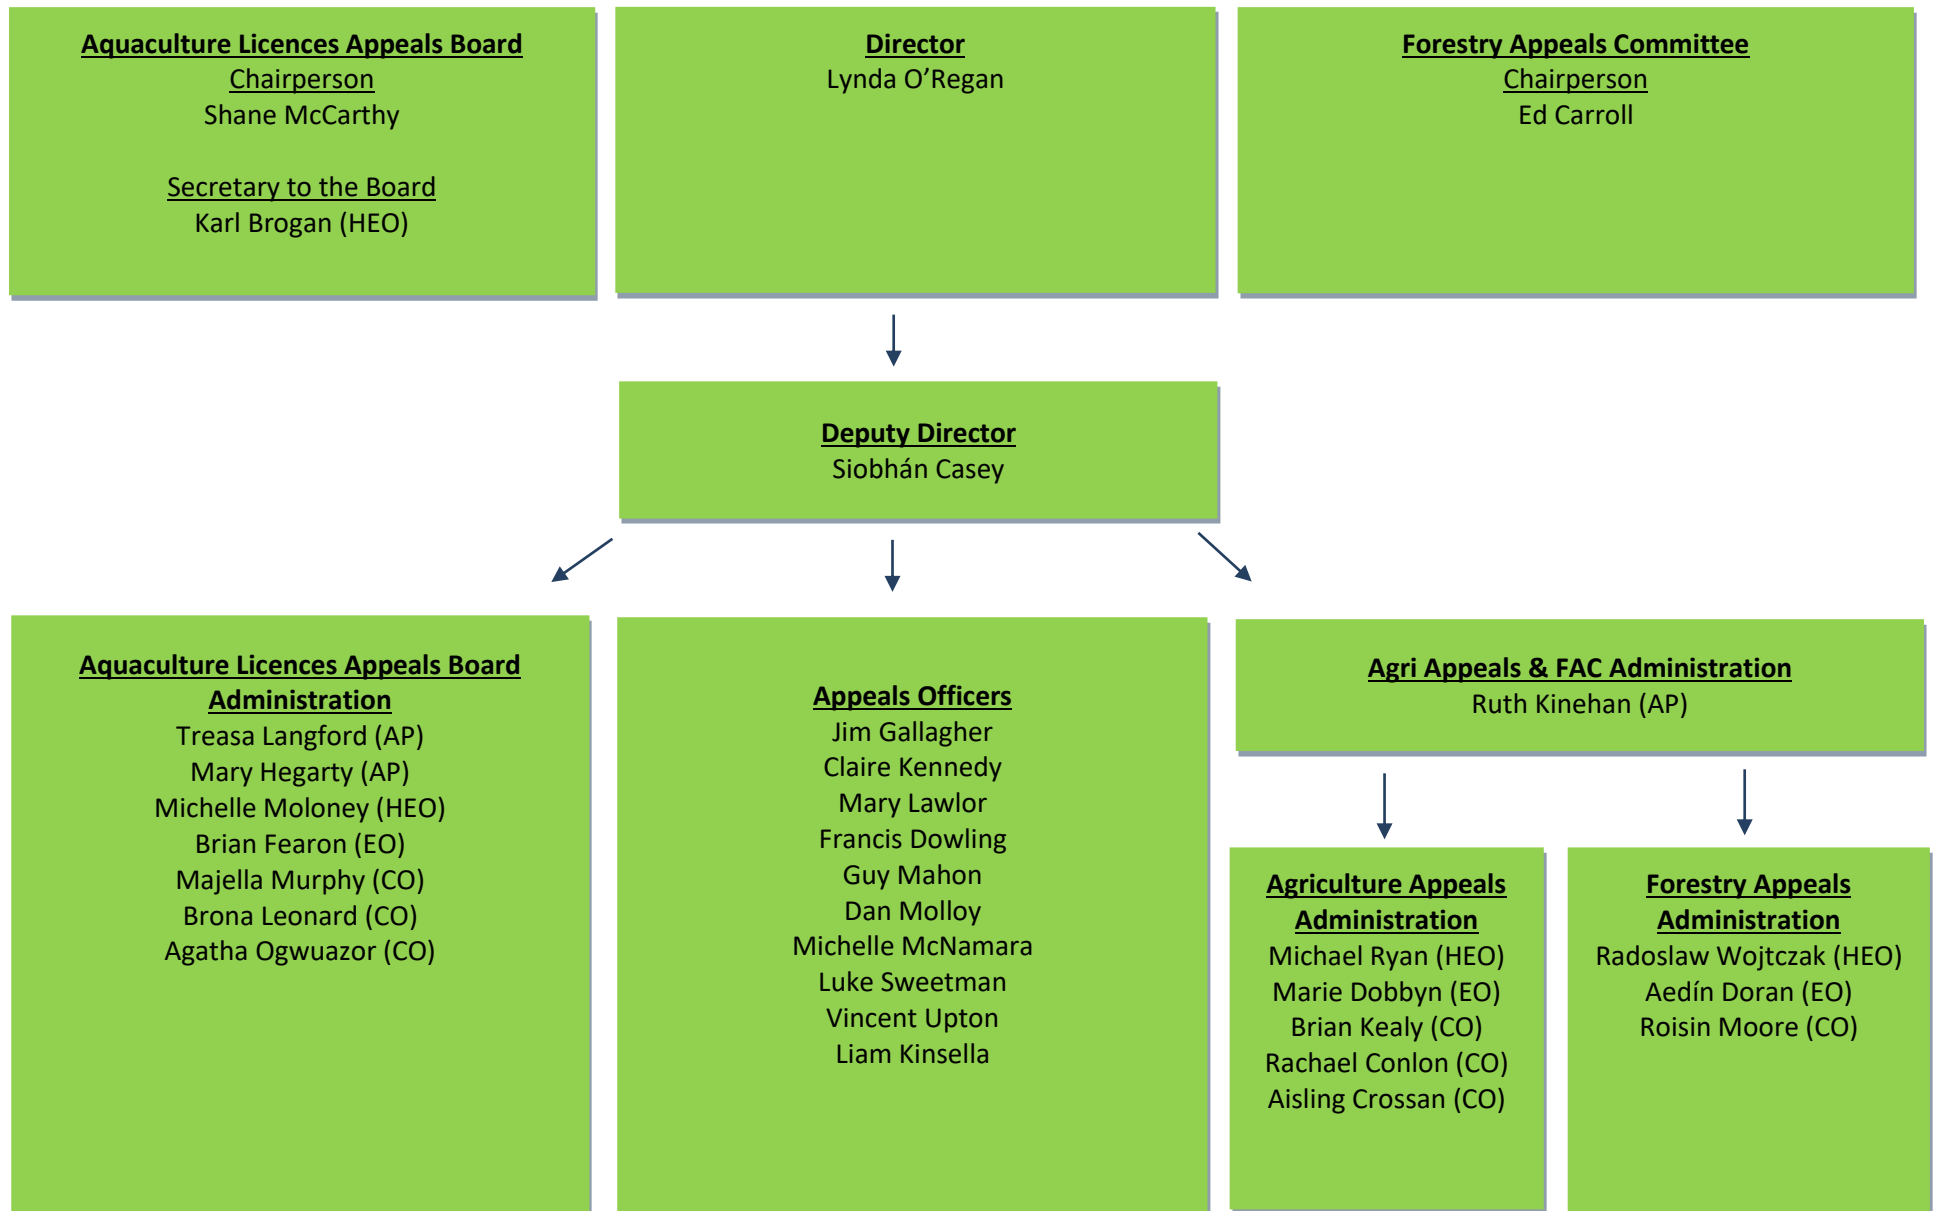 Aquaculture Licences Appeals Board
Chairperson
Shane McCarthy
Secretary to the Board
Karl Brogan (HEO)
Director
Lynda O’Regan
Forestry Appeals Committee
Chairperson
Ed Carroll
Deputy Director
Siobhán Casey
Aquaculture Licences Appeals Board
Administration
Treasa Langford (AP)
Mary Hegarty (AP)
Michelle Moloney (HEO)
Brian Fearon (EO)
Majella Murphy (CO)
Brona Leonard (CO)
Agatha Ogwuazor (CO)
Appeals Officers
Jim Gallagher
Claire Kennedy
Mary Lawlor
Francis Dowling
Guy Mahon
Dan Molloy
Michelle McNamara
Luke Sweetman
Vincent Upton
Liam Kinsella
Agri Appeals & FAC Administration
Ruth Kinehan (AP)
Agriculture Appeals
Administration
Michael Ryan (HEO)
Marie Dobbyn (EO)
Brian Kealy (CO)
Rachael Conlon (CO)
Aisling Crossan (CO)
Forestry Appeals
Administration
Radoslaw Wojtczak (HEO)
Aedín Doran (EO)
Roisin Moore (CO)